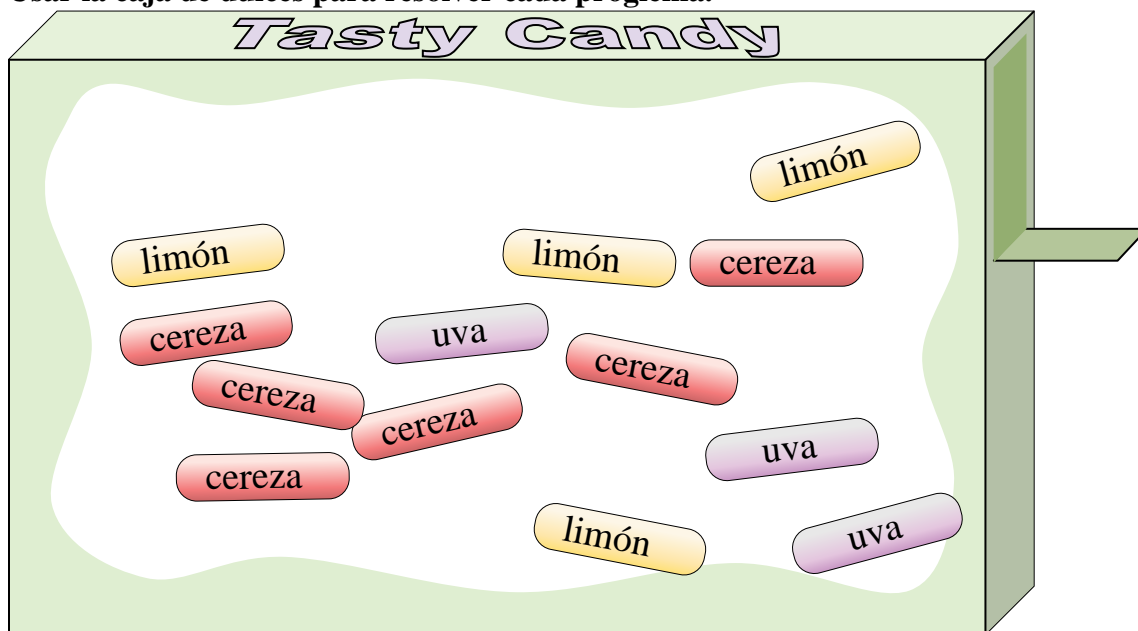 Usar la caja de dulces para resolver cada problema.
Tasty Candy
limón
limón
limón
cereza
cereza
uva
cereza
cereza
cereza
uva
cereza
limón
uva